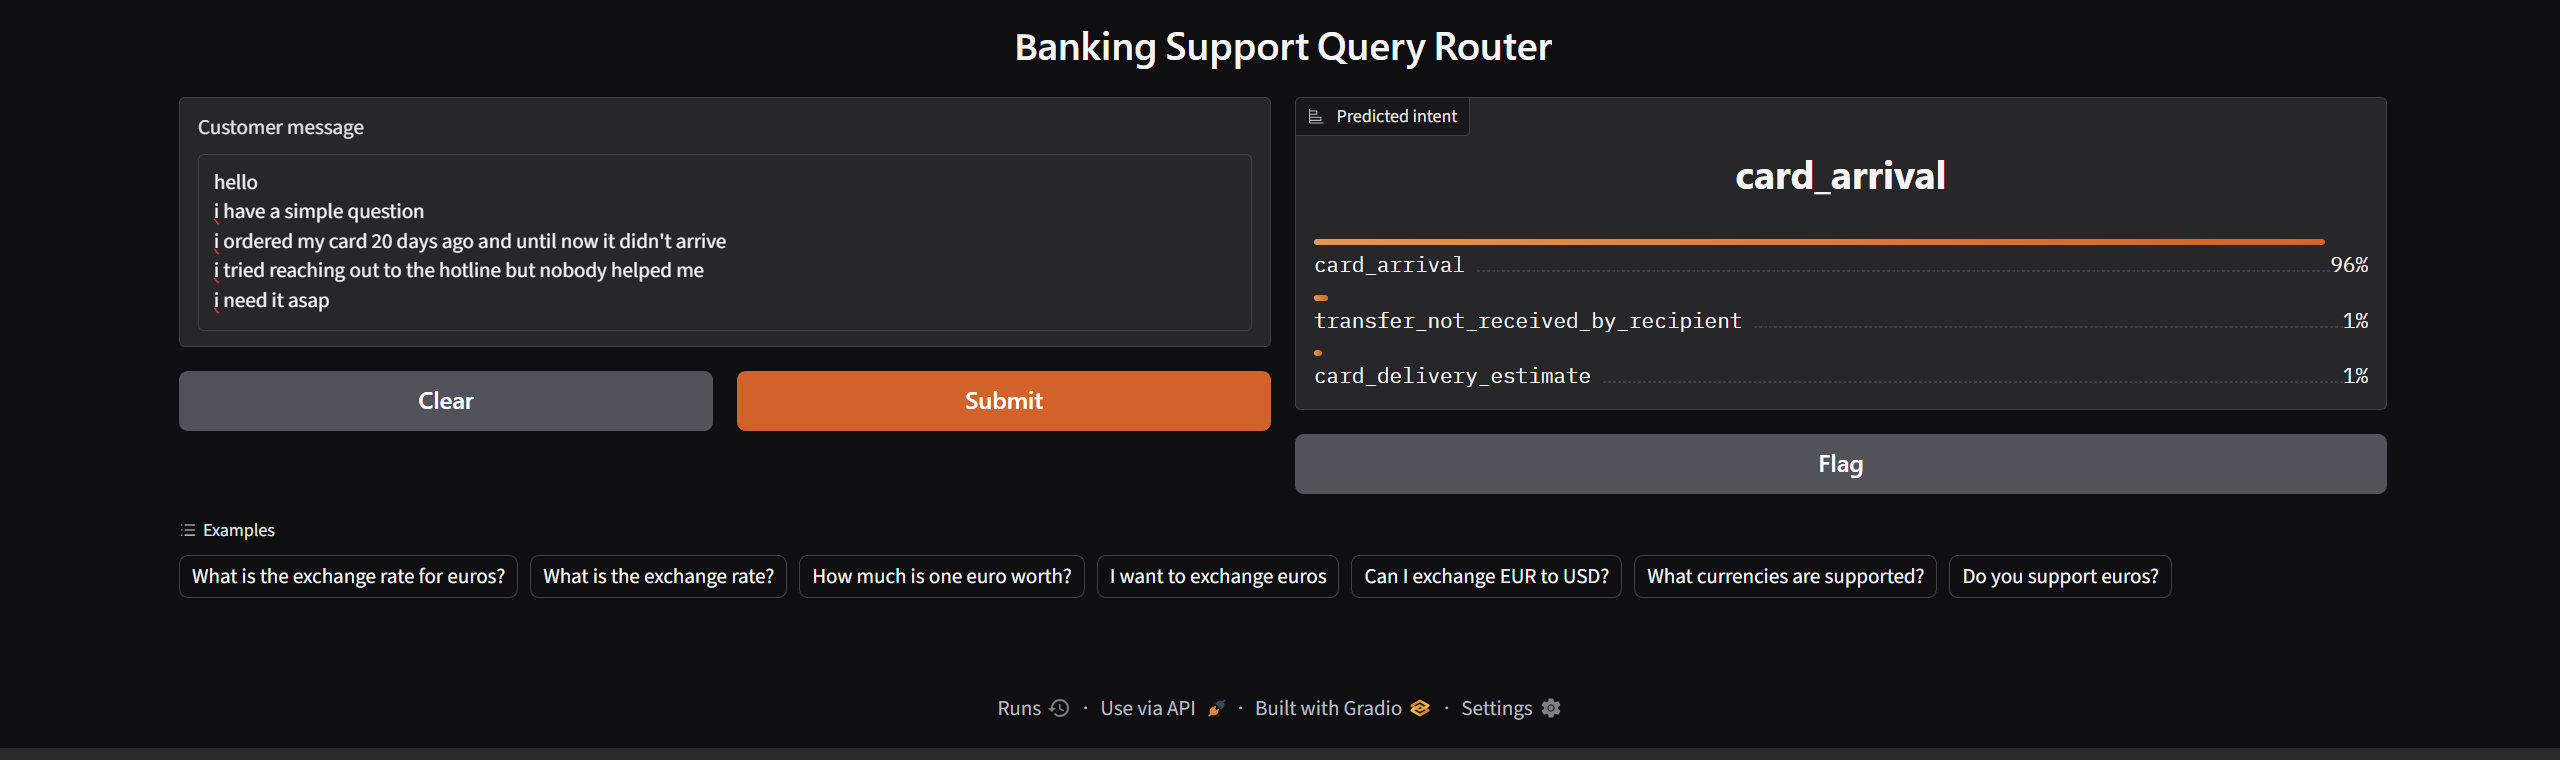 Banking Support Query Router
Customer message
hello
i have a simple question
i ordered my card 20 days ago and until now it didn't arrive
i tried reaching out to the hotline but nobody helped me
i need it asap
Clear
Submit
Predicted intent
card_arrival
card_arrival 96%
transfer_not_received_by_recipient 1%
card_delivery_estimate 1%
Flag
Examples
What is the exchange rate for euros? What is the exchange rate? How much is one euro worth? I want to exchange euros Can I exchange EUR to USD? What currencies are supported? Do you support euros?
Runs · Use via API · Built with Gradio · Settings